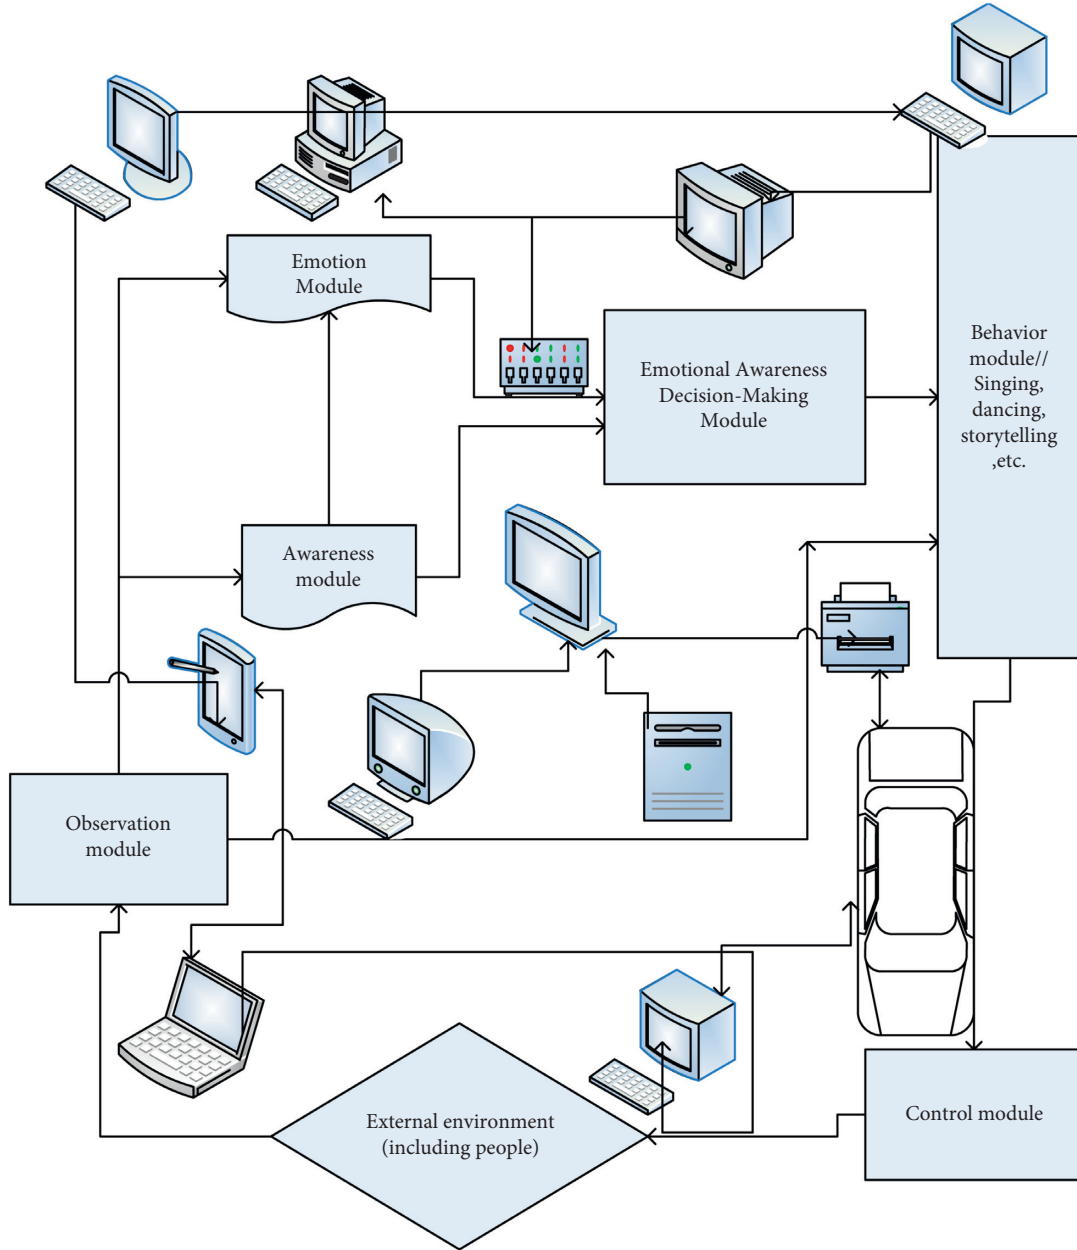 Emotion
Module
Emotional Awareness
Decision-Making
Module
Behavior
module//
Singing,
dancing,
storytelling
,etc.
Awareness
module
Observation
module
External environment
(including people)
Control module